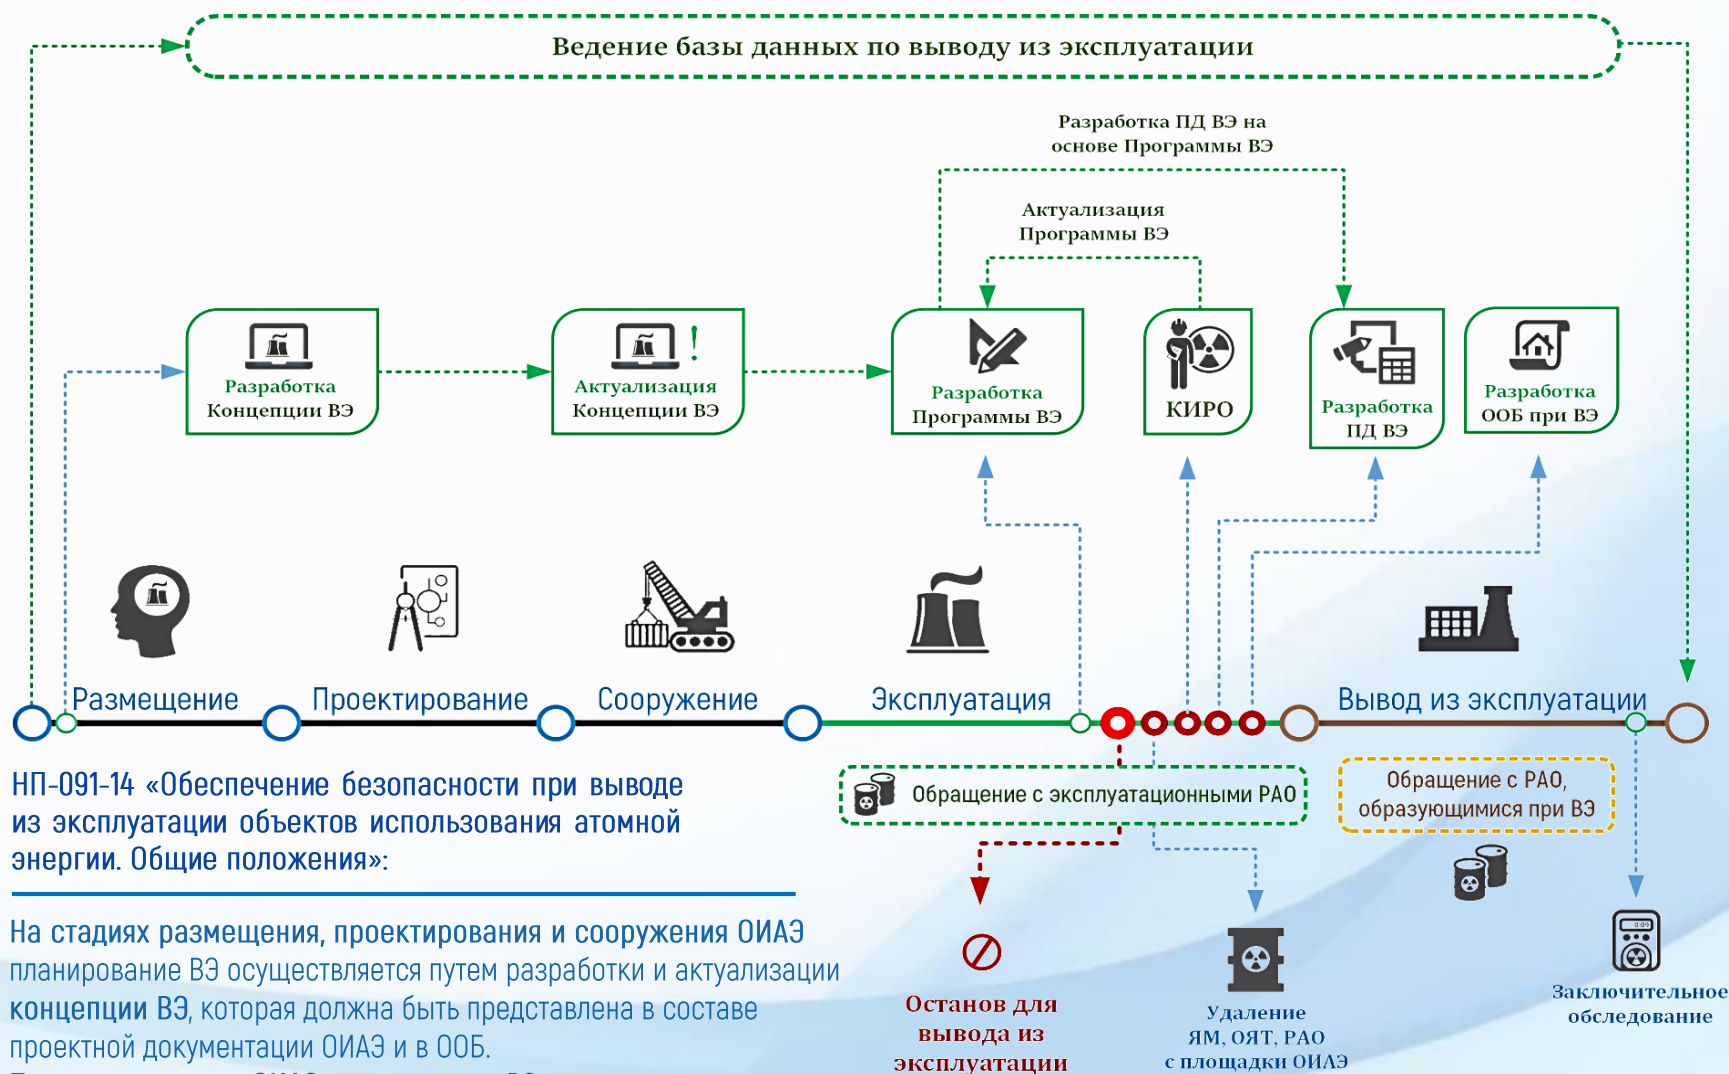 Ведение базы данных по выводу из эксплуатации
Разработка ПД ВЭ на
основе Программы ВЭ
Актуализация
Программы ВЭ
Разработка
Концепции ВЭ
!
Актуализация
Концепции ВЭ
Разработка
Программы ВЭ
КИРО
Разработка
ПД ВЭ
Разработка
ООБ при ВЭ
Размещение
Проектирование
Сооружение
Эксплуатация
Вывод из эксплуатации
Обращение с эксплуатационными РАО
Обращение с РАО,
образующимися при ВЭ
НП-091-14 «Обеспечение безопасности при выводе
из эксплуатации объектов использования атомной
энергии. Общие положения»:
На стадиях размещения, проектирования и сооружения ОИАЭ
планирование ВЭ осуществляется путем разработки и актуализации
концепции ВЭ, которая должна быть представлена в составе
проектной документации ОИАЭ и в ООБ.
Останов для
вывода из
эксплуатации
Удаление
ЯМ, ОЯТ, РАО
с площадки ОИАЭ
Заключительное
обследование